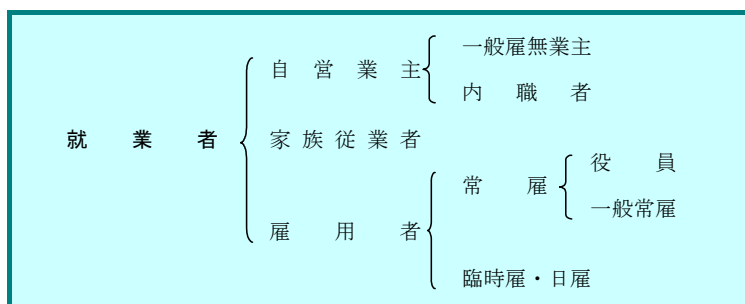 一般雇無業主
自営業主
内職者
就業者
家族従業者
役員
常雇
一般常雇
雇用者
臨時雇・日雇